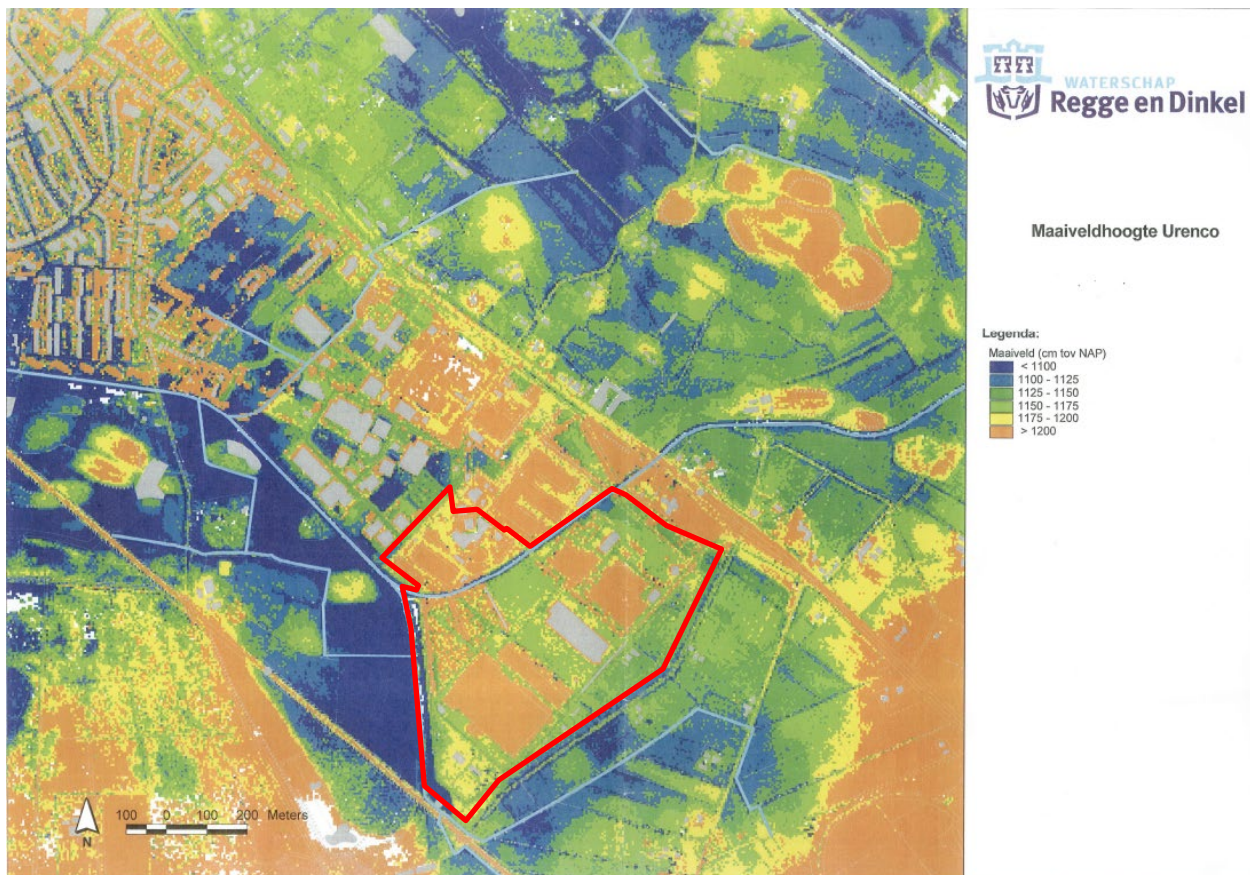 WATERSCHAP
Regge en Dinkel
Maaiveldhoogte Urenco
Legenda:
Maaiveld (cm tov NAP)
< 1100
1100 - 1125
1125 - 1150
1150 - 1175
1175 - 1200
> 1200
100 0 100 200 Meters
N